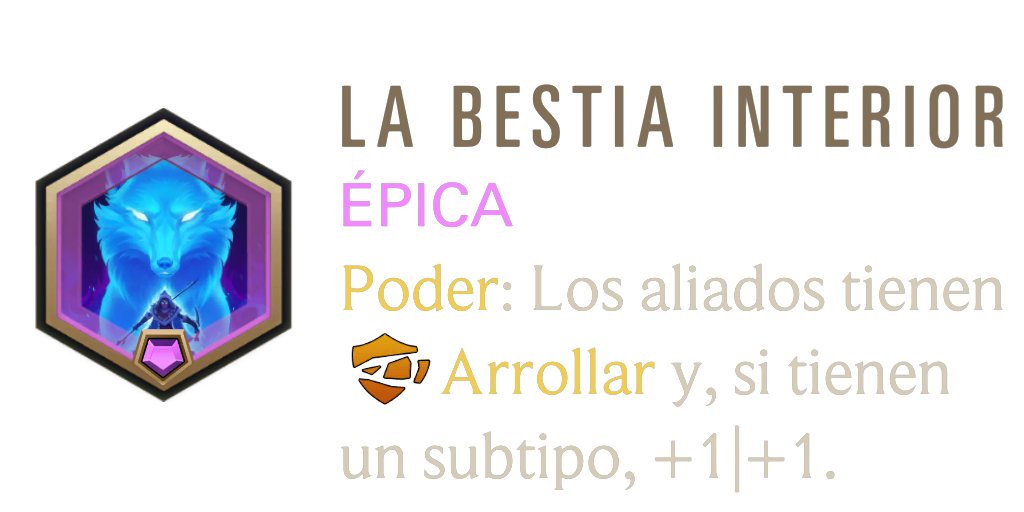 LA BESTIA INTERIOR
ÉPICA
Poder: Los aliados tienen
Arrollar y, si tienen
un subtipo, +1|+1.